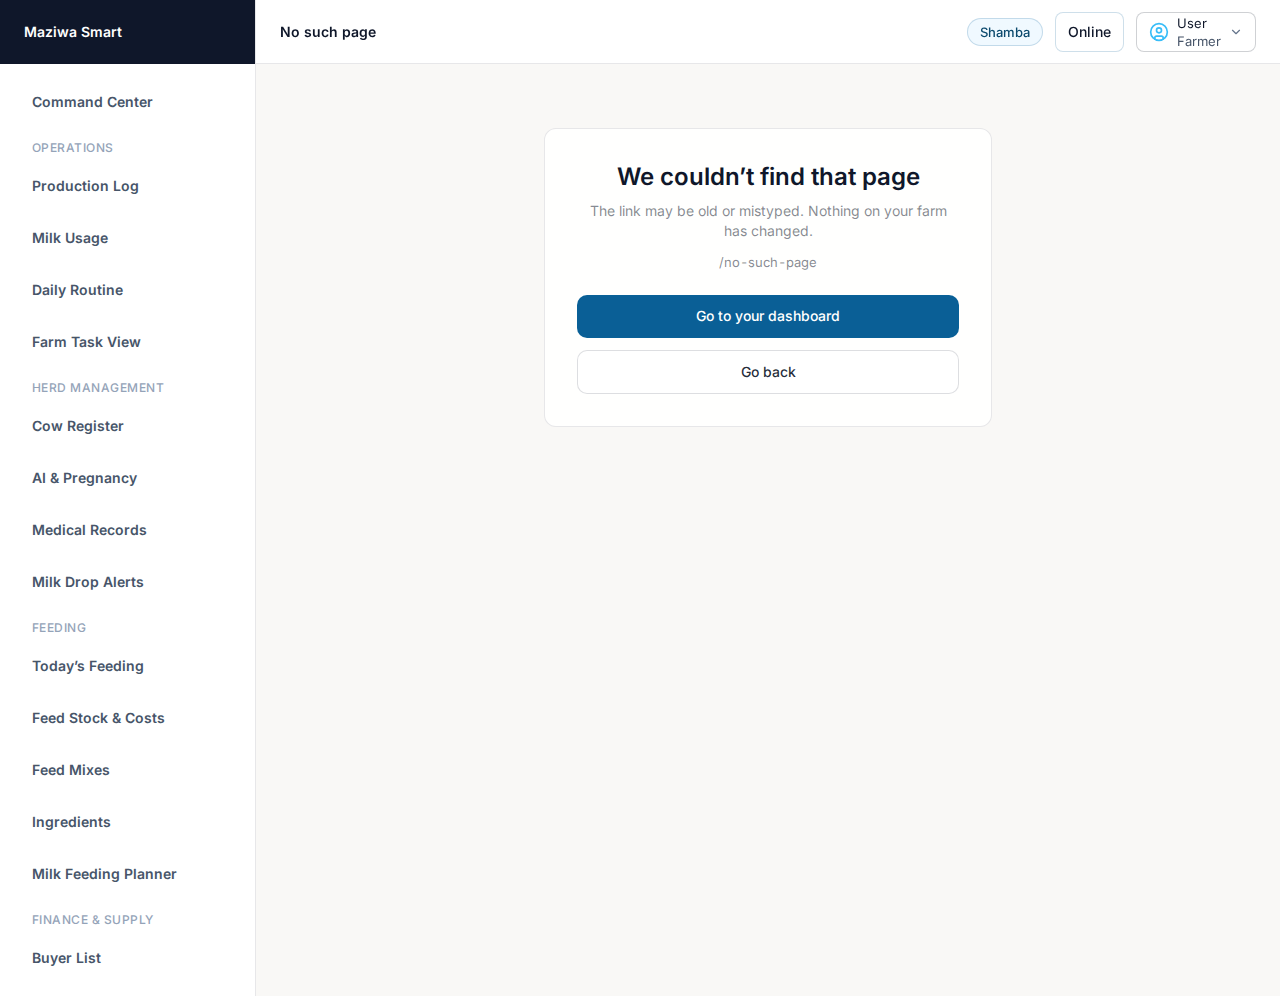 Maziwa Smart
No such page
Shamba
Online
User
Farmer
Command Center
OPERATIONS
Production Log
Milk Usage
Daily Routine
Farm Task View
HERD MANAGEMENT
Cow Register
AI & Pregnancy
Medical Records
Milk Drop Alerts
FEEDING
Today’s Feeding
Feed Stock & Costs
Feed Mixes
Ingredients
Milk Feeding Planner
FINANCE & SUPPLY
Buyer List
We couldn’t find that page
The link may be old or mistyped. Nothing on your farm
has changed.
/no-such-page
Go to your dashboard
Go back